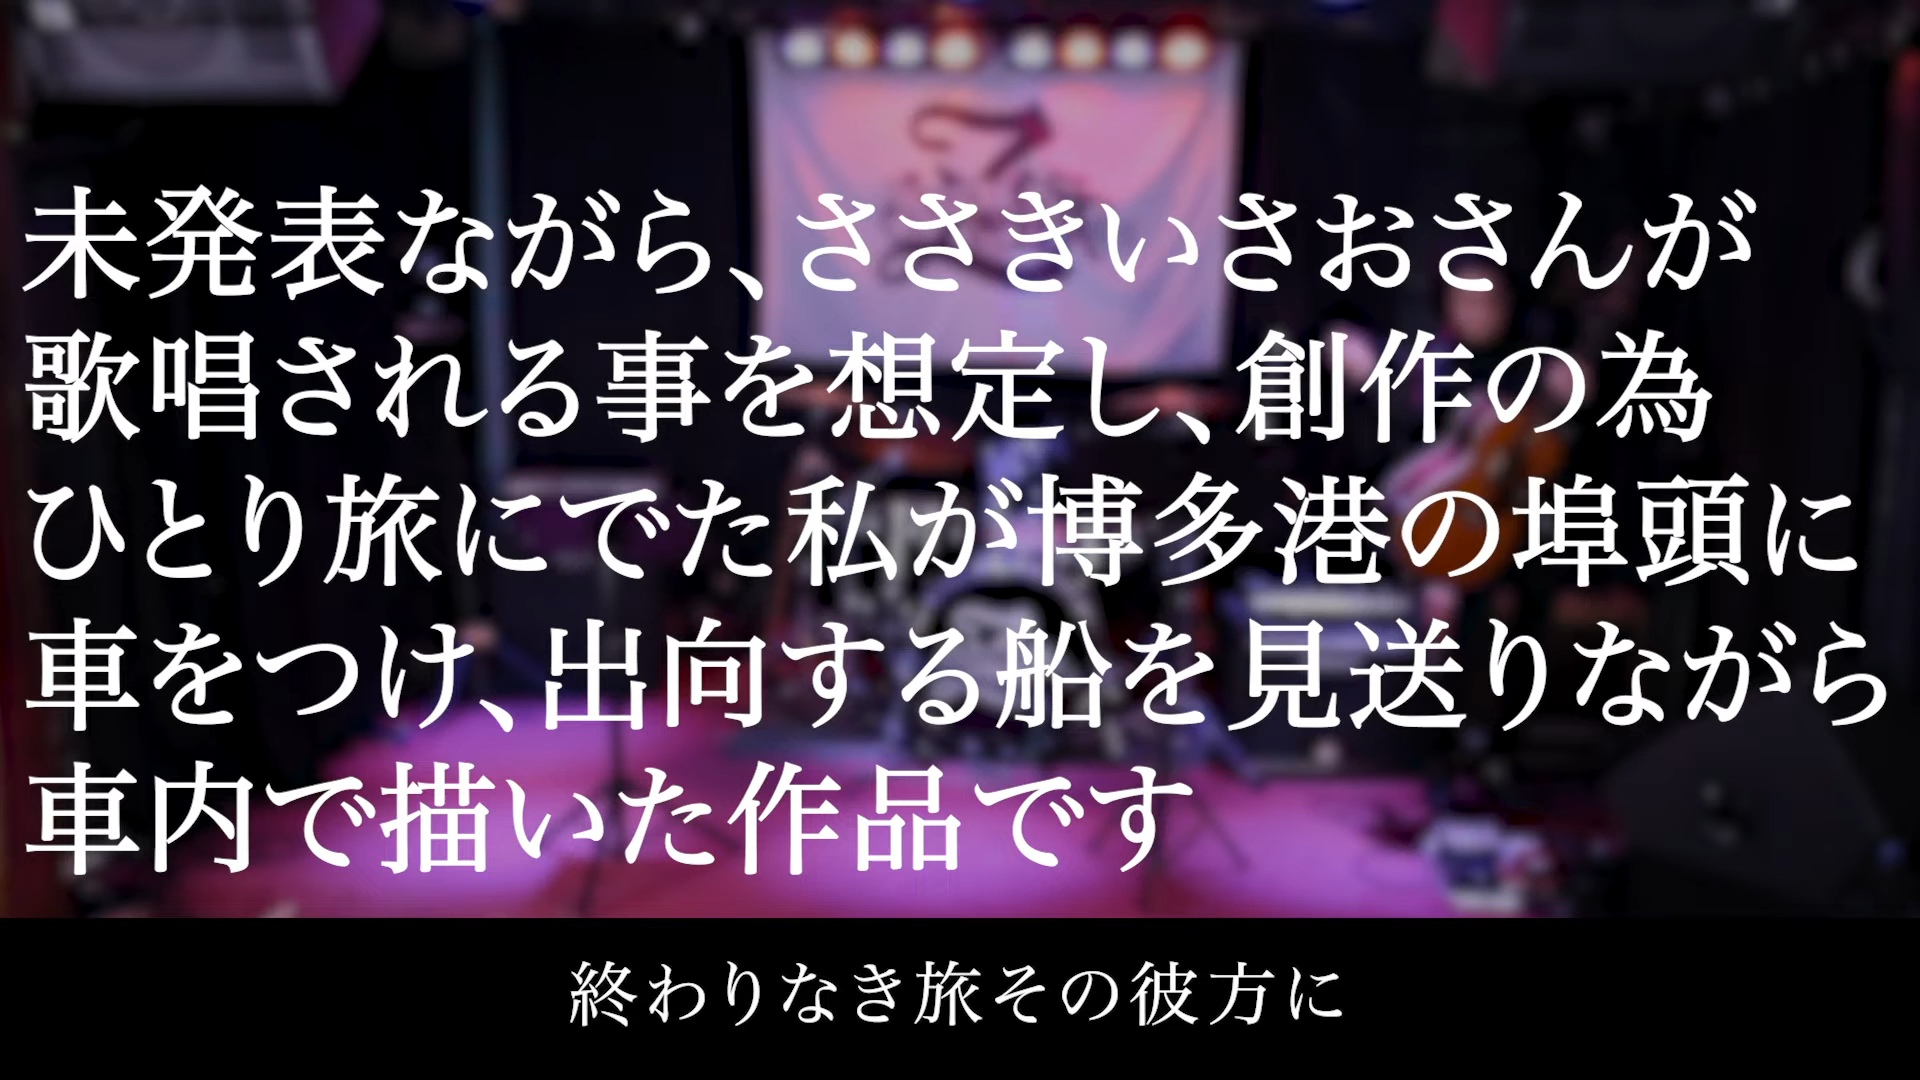 未発表ながら、ささきいさおさんが
歌唱される事を想定し、創作の為
ひとり旅にでた私が博多港の埠頭に
車をつけ、出向する船を見送りながら
車内で描いた作品です
終わりなき旅その彼方に